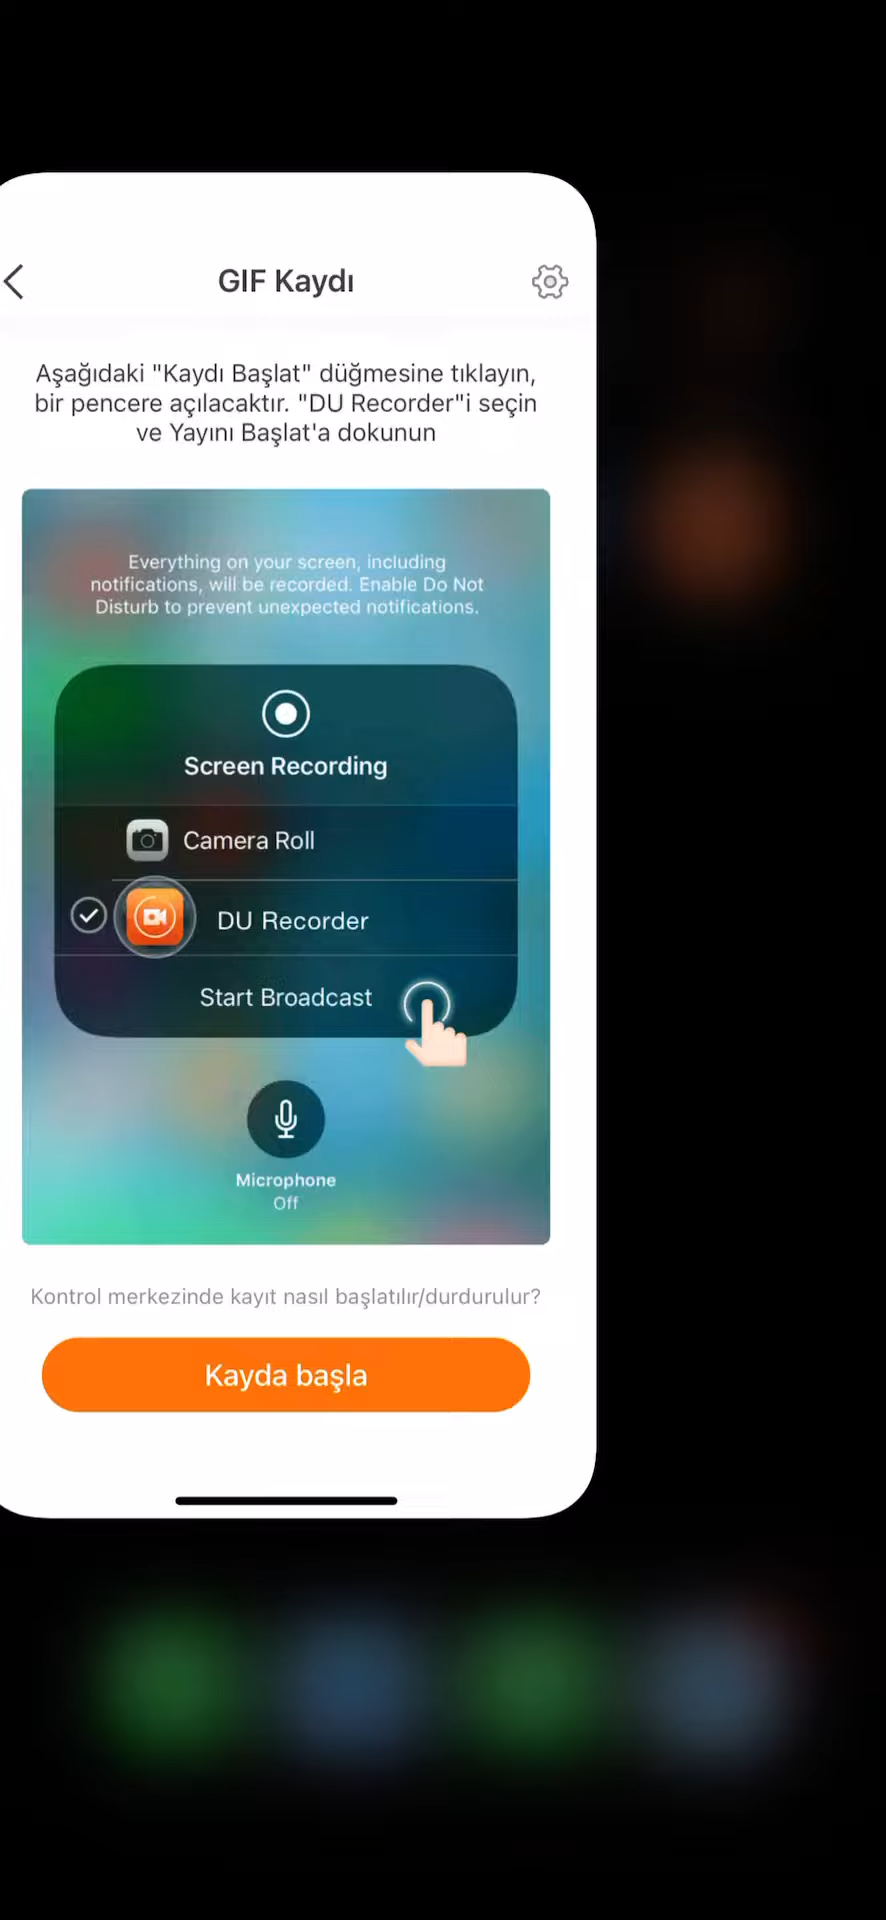 GIF Kaydı
Aşağıdaki "Kaydı Başlat" düğmesine tıklayın,
bir pencere açılacaktır. "DU Recorder"i seçin
ve Yayını Başlat'a dokunun
Everything on your screen, including
notifications, will be recorded. Enable Do Not
Disturb to prevent unexpected notifications.
Screen Recording
Camera Roll
DU Recorder
Start Broadcast
Microphone
Off
Kontrol merkezinde kayıt nasıl başlatılır/durdurulur?
Kayda başla